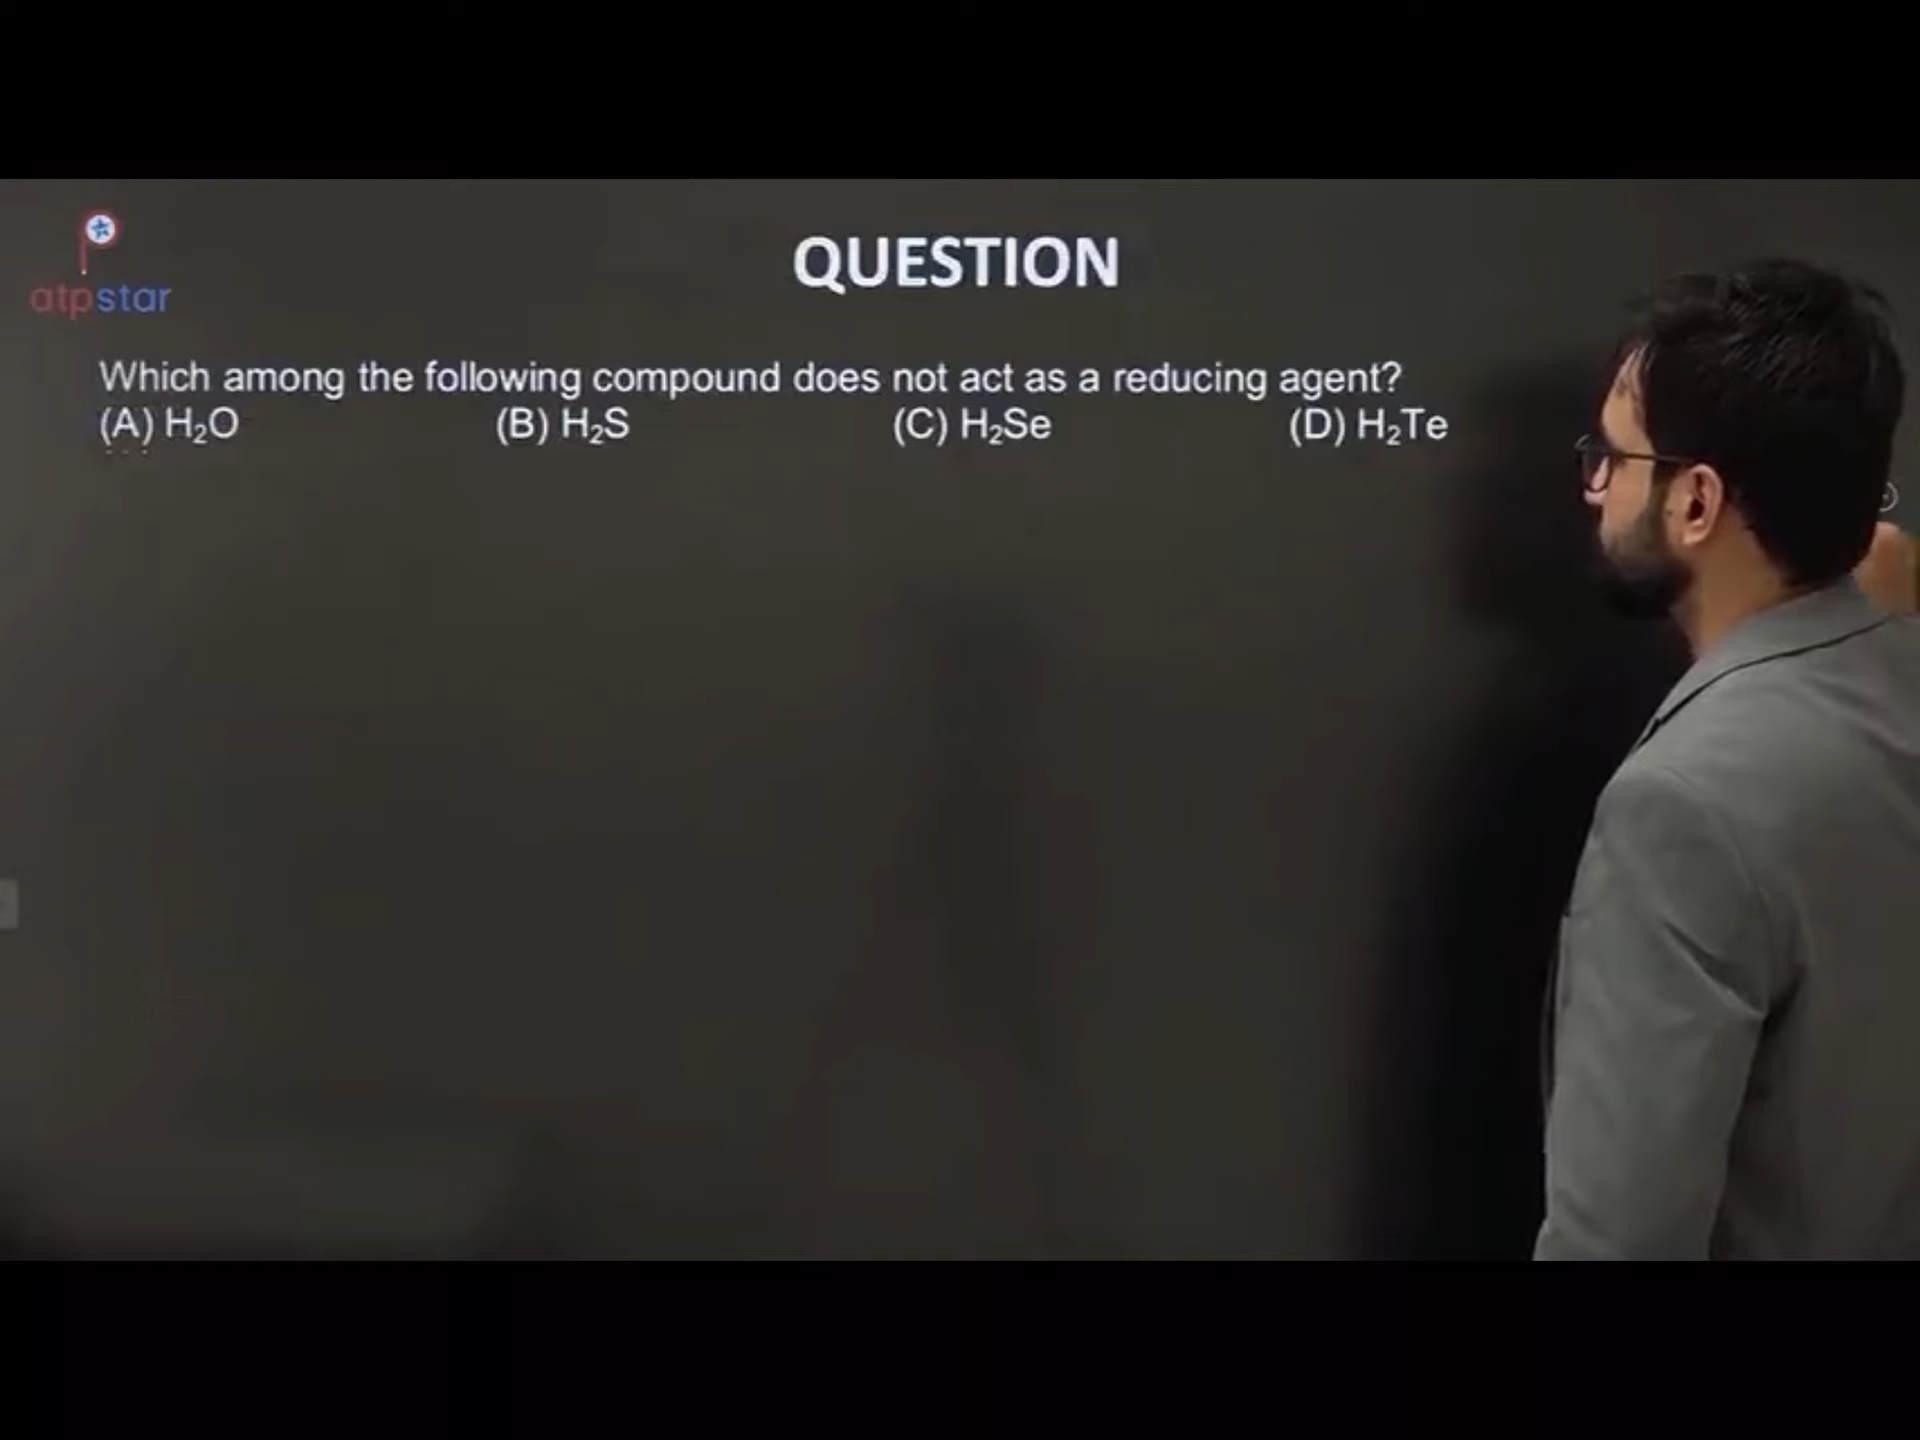 atpstar
QUESTION
Which among the following compound does not act as a reducing agent?
(A) H₂O (B) H₂S (C) H₂Se (D) H₂Te